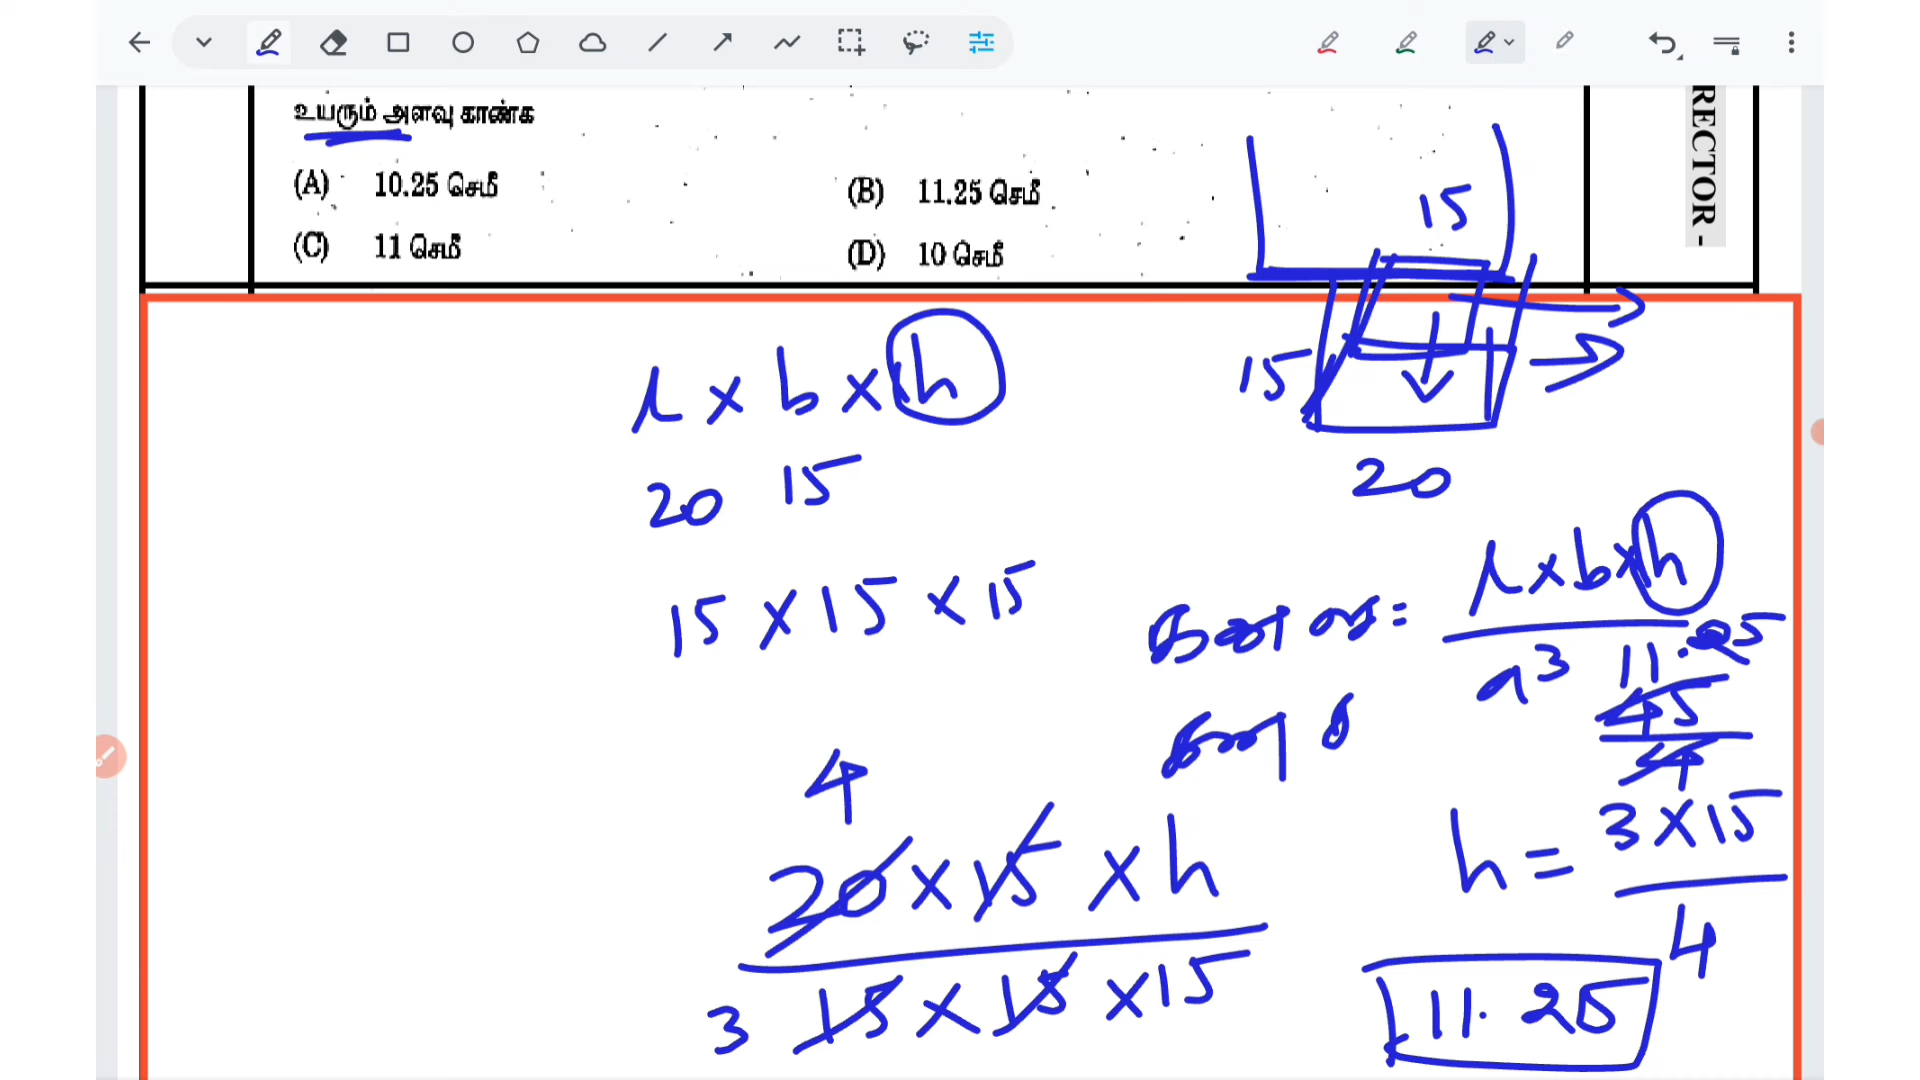 உயரும் அளவு காண்க
RECTOR -
(A) 10.25 செமீ (B) 11.25 செமீ
(C) 11 செமீ (D) 10 செமீ
15
l × b × h
15
20 15
20
l × b × h
15 × 15 × 15
a³
11.25
45
4
4
20 × 15 × h
3 15 × 15 × 15
h = 3 × 15
4
11.25